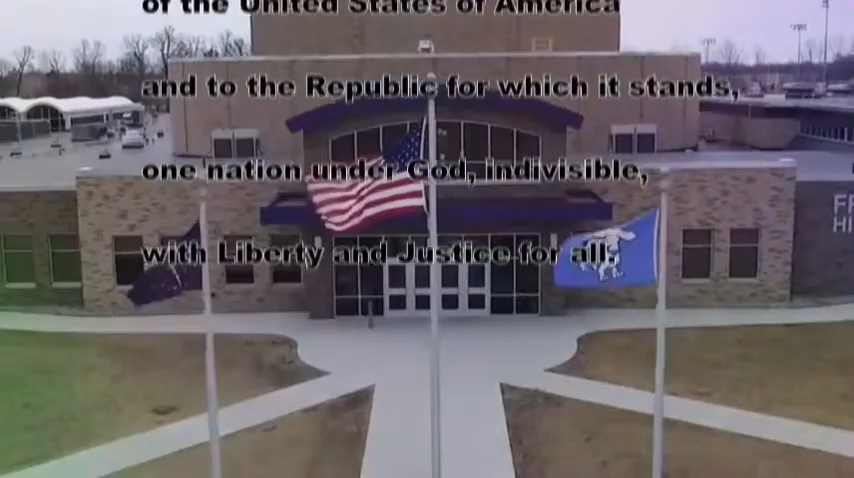 of the United States of America
and to the Republic for which it stands,
one nation under God, indivisible,
with Liberty and Justice for all.